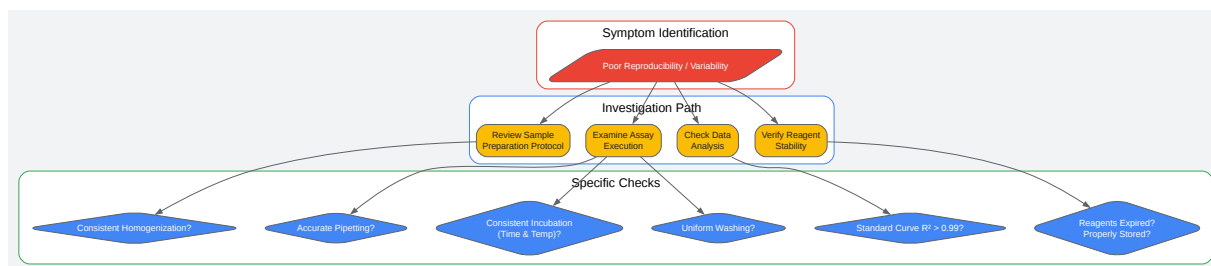 Symptom Identification
Poor Reproducibility / Variability
Investigation Path
Review Sample
Preparation Protocol
Examine Assay
Execution
Check Data
Analysis
Verify Reagent
Stability
Specific Checks
Consistent Homogenization?
Accurate Pipetting?
Consistent Incubation
(Time & Temp)?
Uniform Washing?
Standard Curve R² > 0.99?
Reagents Expired?
Properly Stored?